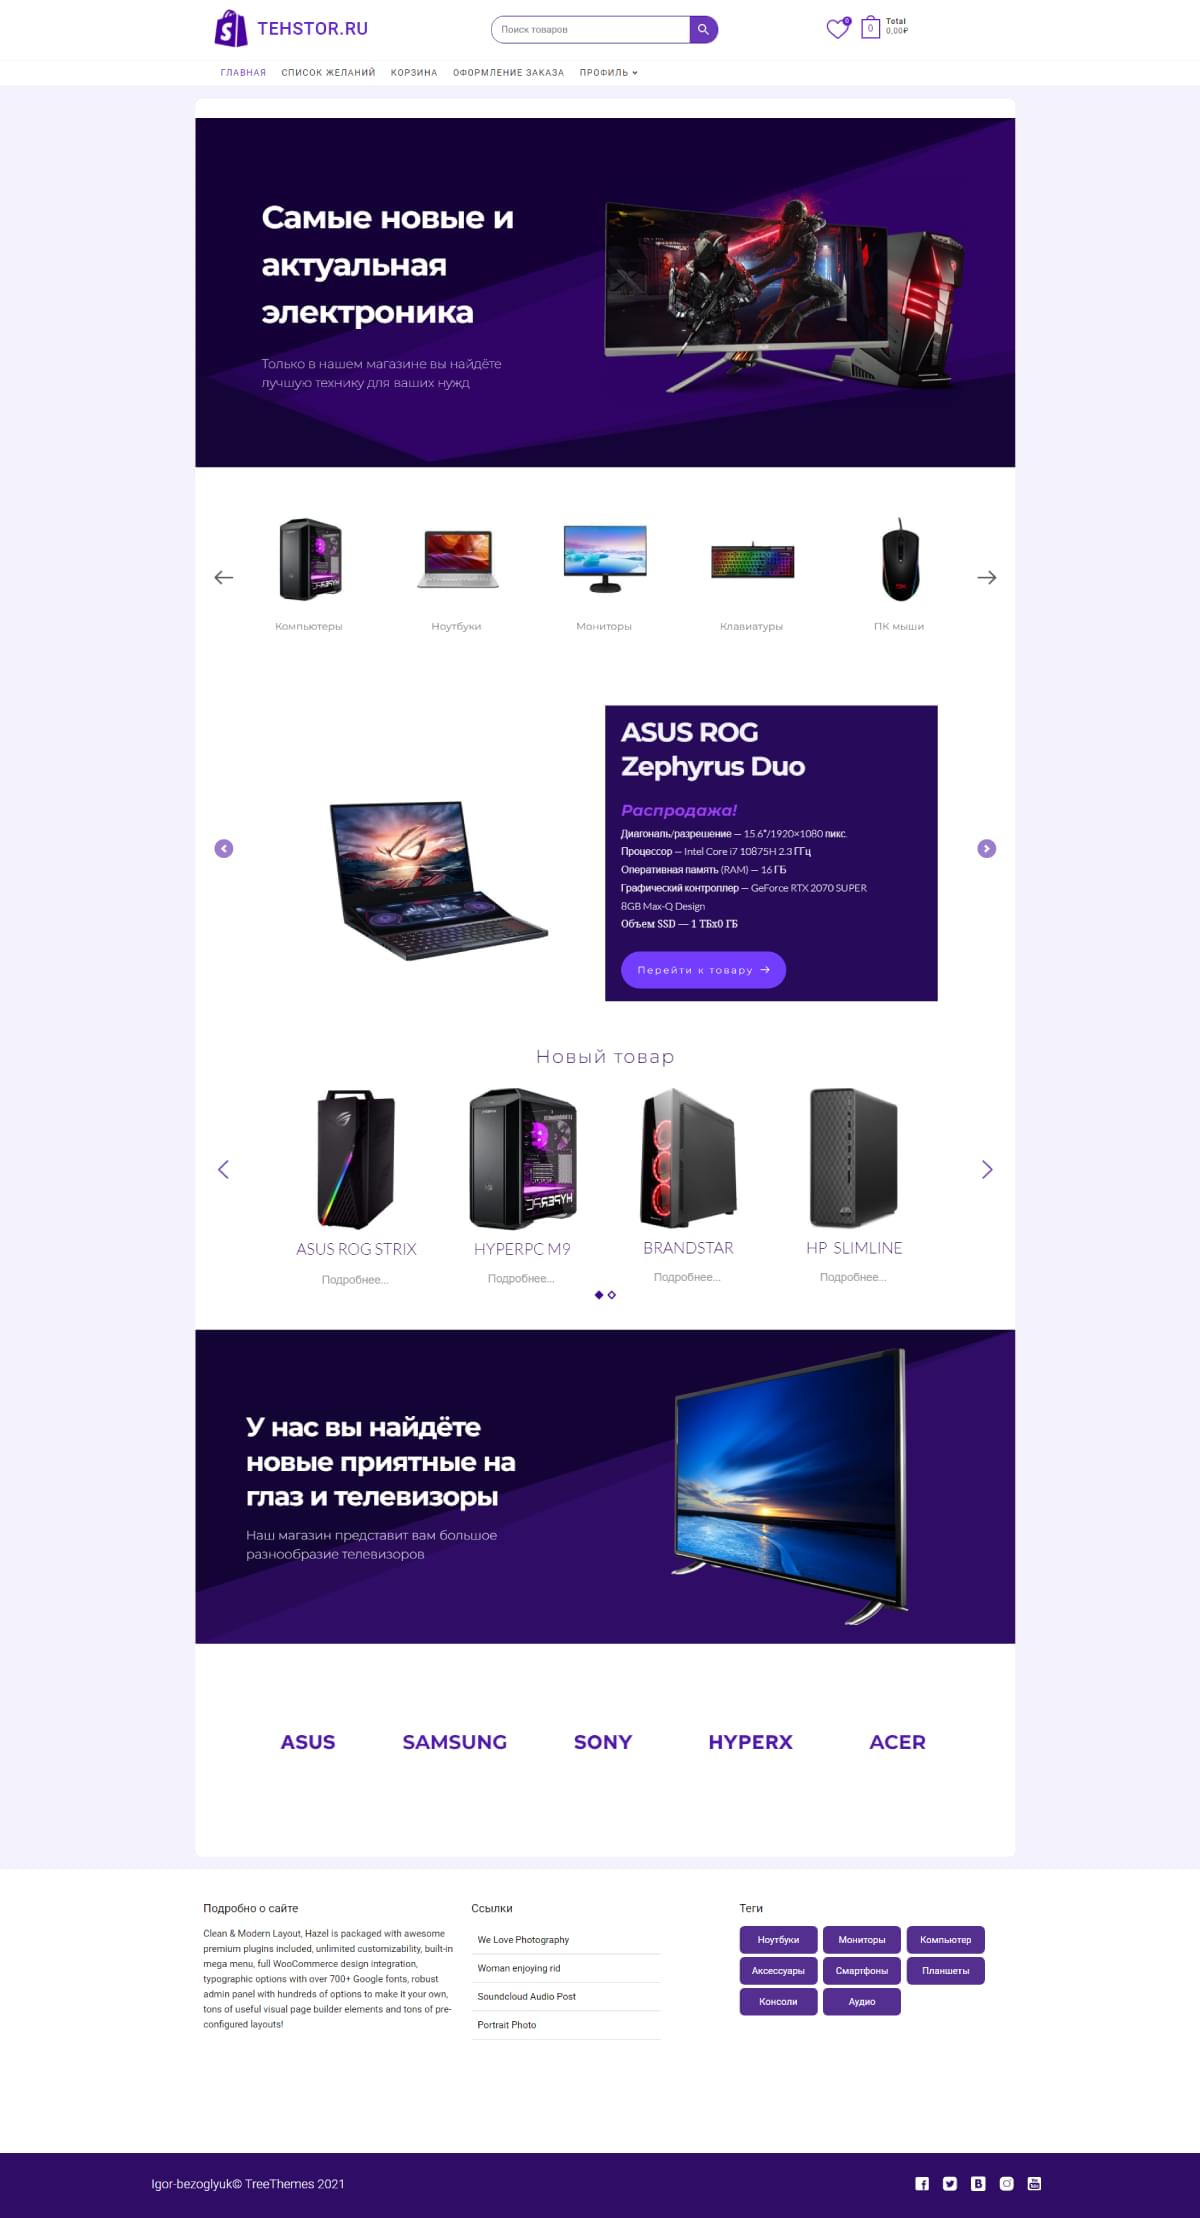 TEHSTOR.RU
Поиск товаров
0
0
Total
0,00₽
ГЛАВНАЯ СПИСОК ЖЕЛАНИЙ КОРЗИНА ОФОРМЛЕНИЕ ЗАКАЗА ПРОФИЛЬ
Самые новые и
актуальная
электроника
Только в нашем магазине вы найдёте
лучшую технику для ваших нужд
Компьютеры Ноутбуки Мониторы Клавиатуры ПК мыши
ASUS ROG
Zephyrus Duo
Распродажа!
Диагональ/разрешение — 15.6"/1920×1080 пикс.
Процессор — Intel Core i7 10875H 2.3 ГГц
Оперативная память (RAM) — 16 ГБ
Графический контроллер — GeForce RTX 2070 SUPER
8GB Max-Q Design
Объем SSD — 1 ТБх0 ГБ
Перейти к товару →
Новый товар
HYPERPC
ASUS ROG STRIX HYPERPC M9 BRANDSTAR HP SLIMLINE
Подробнее... Подробнее... Подробнее... Подробнее...
У нас вы найдёте
новые приятные на
глаз и телевизоры
Наш магазин представит вам большое
разнообразие телевизоров
ASUS SAMSUNG SONY HYPERX ACER
Подробно о сайте
Clean & Modern Layout, Hazel is packaged with awesome
premium plugins included, unlimited customizability, built-in
mega menu, full WooCommerce design integration,
typographic options with over 700+ Google fonts, robust
admin panel with hundreds of options to make it your own,
tons of useful visual page builder elements and tons of pre-
configured layouts!
Ссылки
We Love Photography
Woman enjoying rid
Soundcloud Audio Post
Portrait Photo
Теги
Ноутбуки Мониторы Компьютер
Аксессуары Смартфоны Планшеты
Консоли Аудио
Igor-bezoglyuk© TreeThemes 2021